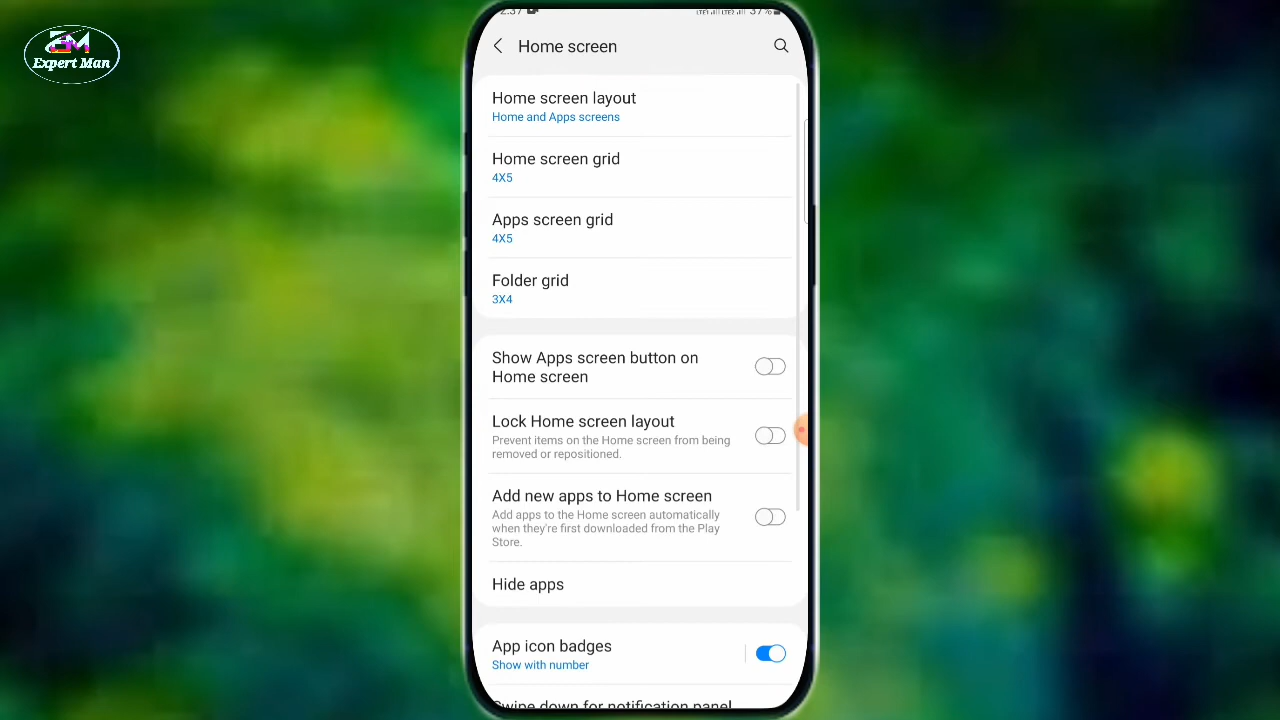 EM
Expert Man
2:37
37%
Home screen
Home screen layout
Home and Apps screens
Home screen grid
4X5
Apps screen grid
4X5
Folder grid
3X4
Show Apps screen button on
Home screen
Lock Home screen layout
Prevent items on the Home screen from being
removed or repositioned.
Add new apps to Home screen
Add apps to the Home screen automatically
when they're first downloaded from the Play
Store.
Hide apps
App icon badges
Show with number
Swipe down for notification panel